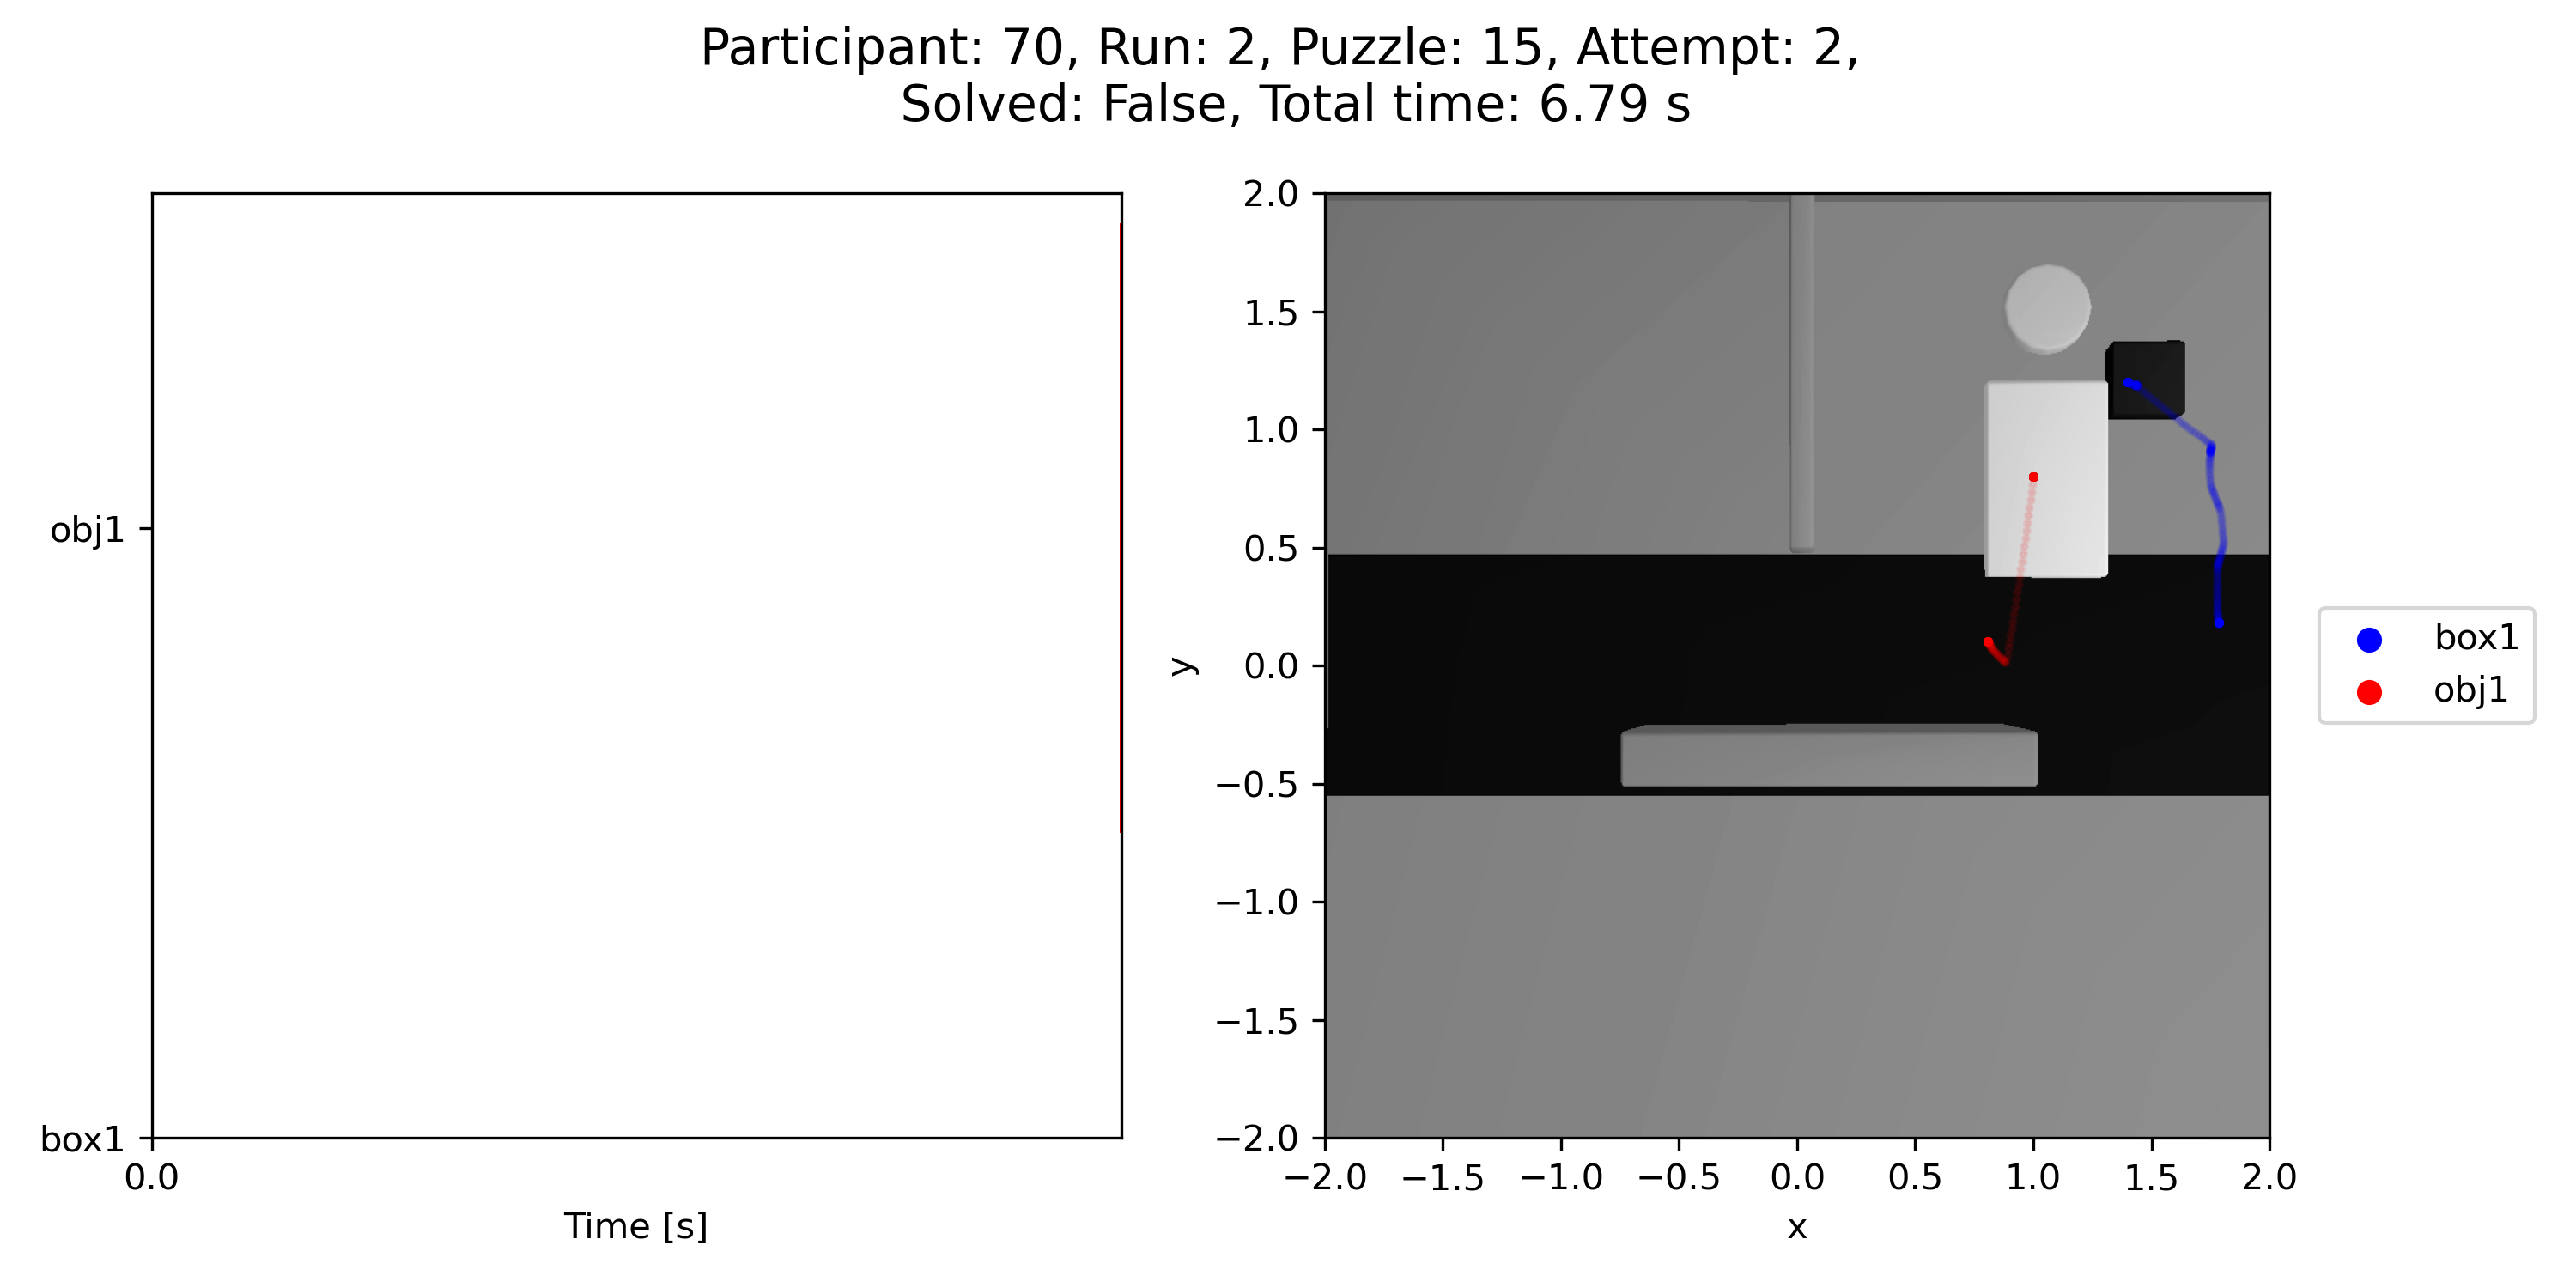 Participant: 70, Run: 2, Puzzle: 15, Attempt: 2,
Solved: False, Total time: 6.79 s
obj1
box1
0.0
Time [s]
2.0
1.5
1.0
0.5
0.0
−0.5
−1.0
−1.5
−2.0
y
−2.0 −1.5 −1.0 −0.5 0.0 0.5 1.0 1.5 2.0
x
box1
obj1